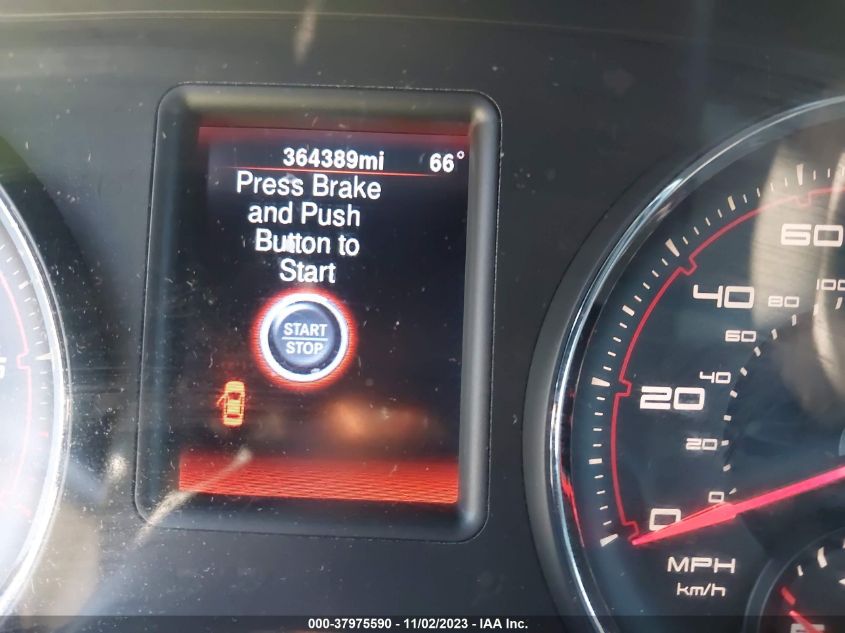 364389mi 66°
Press Brake
and Push
Button to
Start
START
STOP
60
40
20
0
100
80
60
40
20
0
MPH
km/h
000-37975590 - 11/02/2023 - IAA Inc.